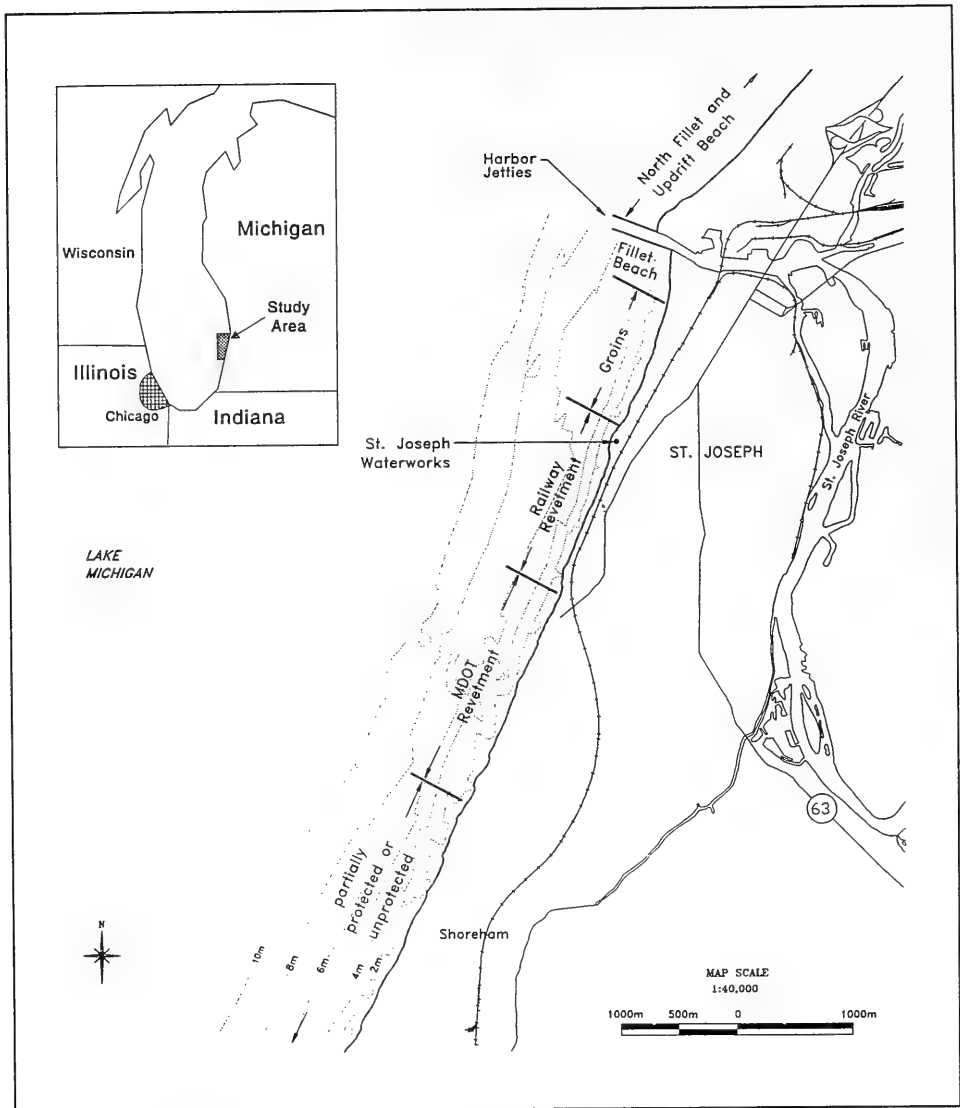 Wisconsin
Michigan
Study
Area
Illinois
Chicago
Indiana
North Fillet and
Updrift Beach
Harbor
Jetties
Fillet
Beach
Groins
St. Joseph
Waterworks
ST. JOSEPH
St. Joseph River
Railway
Revetment
LAKE
MICHIGAN
MDOT
Revetment
63
partially
protected or
unprotected
Shoreham
N
10m
8m
6m
4m
2m
MAP SCALE
1:40,000
1000m 500m 0 1000m